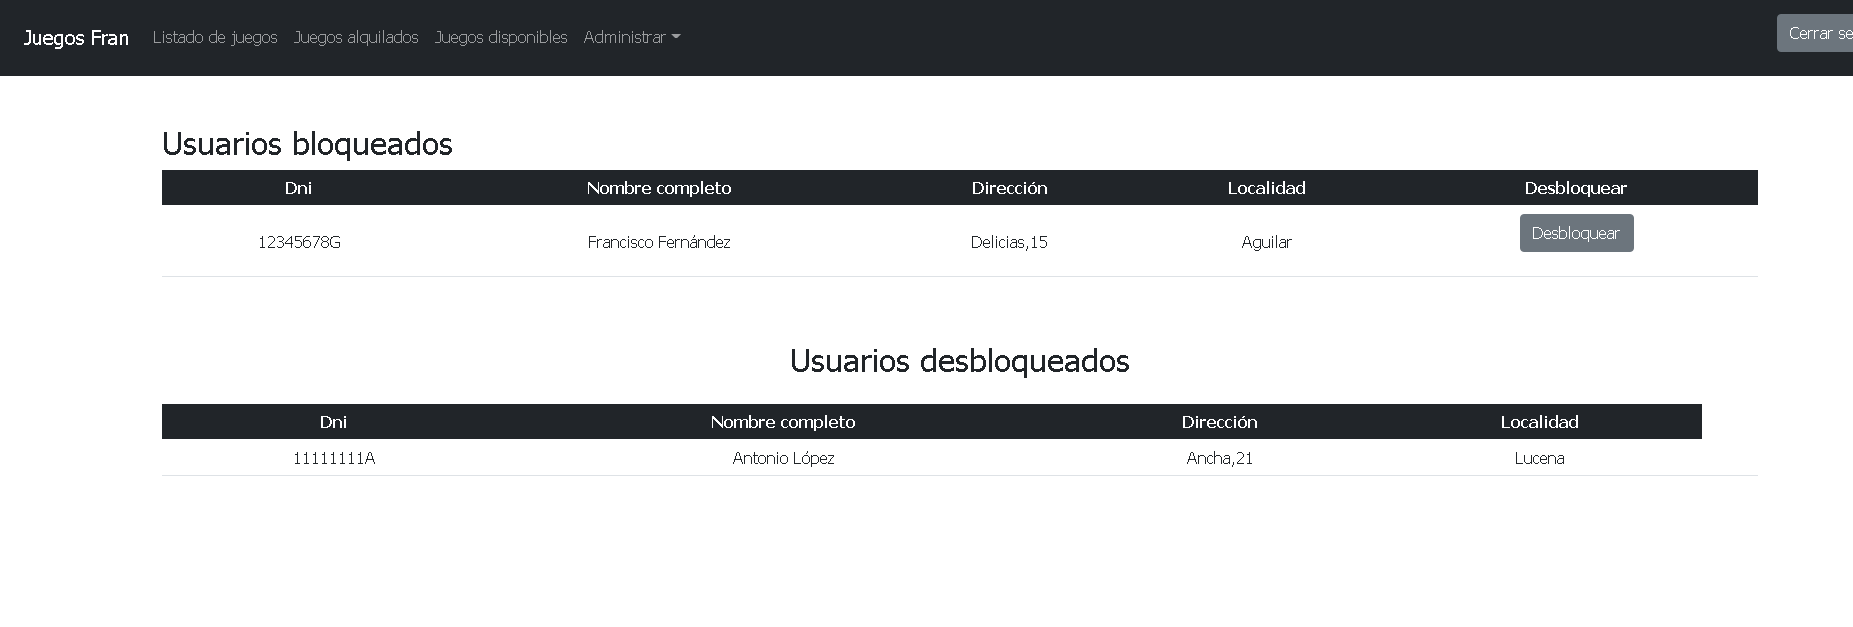 Juegos Fran Listado de juegos Juegos alquilados Juegos disponibles Administrar Cerrar se
Usuarios bloqueados
Dni Nombre completo Dirección Localidad Desbloquear
12345678G Francisco Fernández Delicias,15 Aguilar Desbloquear
Usuarios desbloqueados
Dni Nombre completo Dirección Localidad
11111111A Antonio López Ancha,21 Lucena